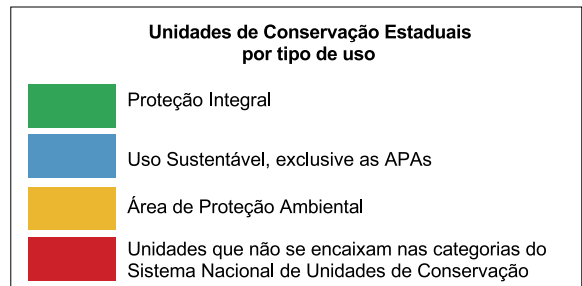 Unidades de Conservação Estaduais
por tipo de uso
Proteção Integral
Uso Sustentável, exclusive as APAs
Área de Proteção Ambiental
Unidades que não se encaixam nas categorias do
Sistema Nacional de Unidades de Conservação